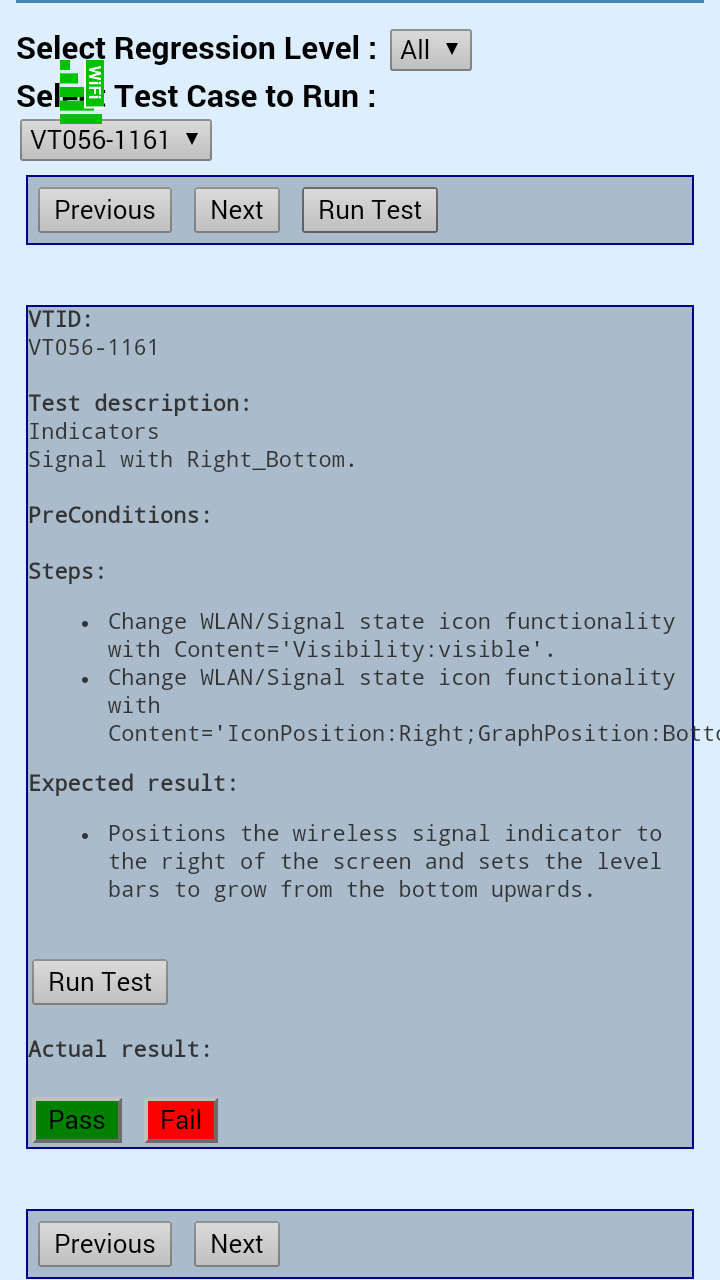 Select Regression Level : All ▼
WiFi
Select Test Case to Run :
VT056-1161 ▼
Previous Next Run Test
VTID:
VT056-1161
Test description:
Indicators
Signal with Right_Bottom.
PreConditions:
Steps:
• Change WLAN/Signal state icon functionality
with Content='Visibility:visible'.
• Change WLAN/Signal state icon functionality
with
Content='IconPosition:Right;GraphPosition:Botto
Expected result:
• Positions the wireless signal indicator to
the right of the screen and sets the level
bars to grow from the bottom upwards.
Run Test
Actual result:
Pass Fail
Previous Next